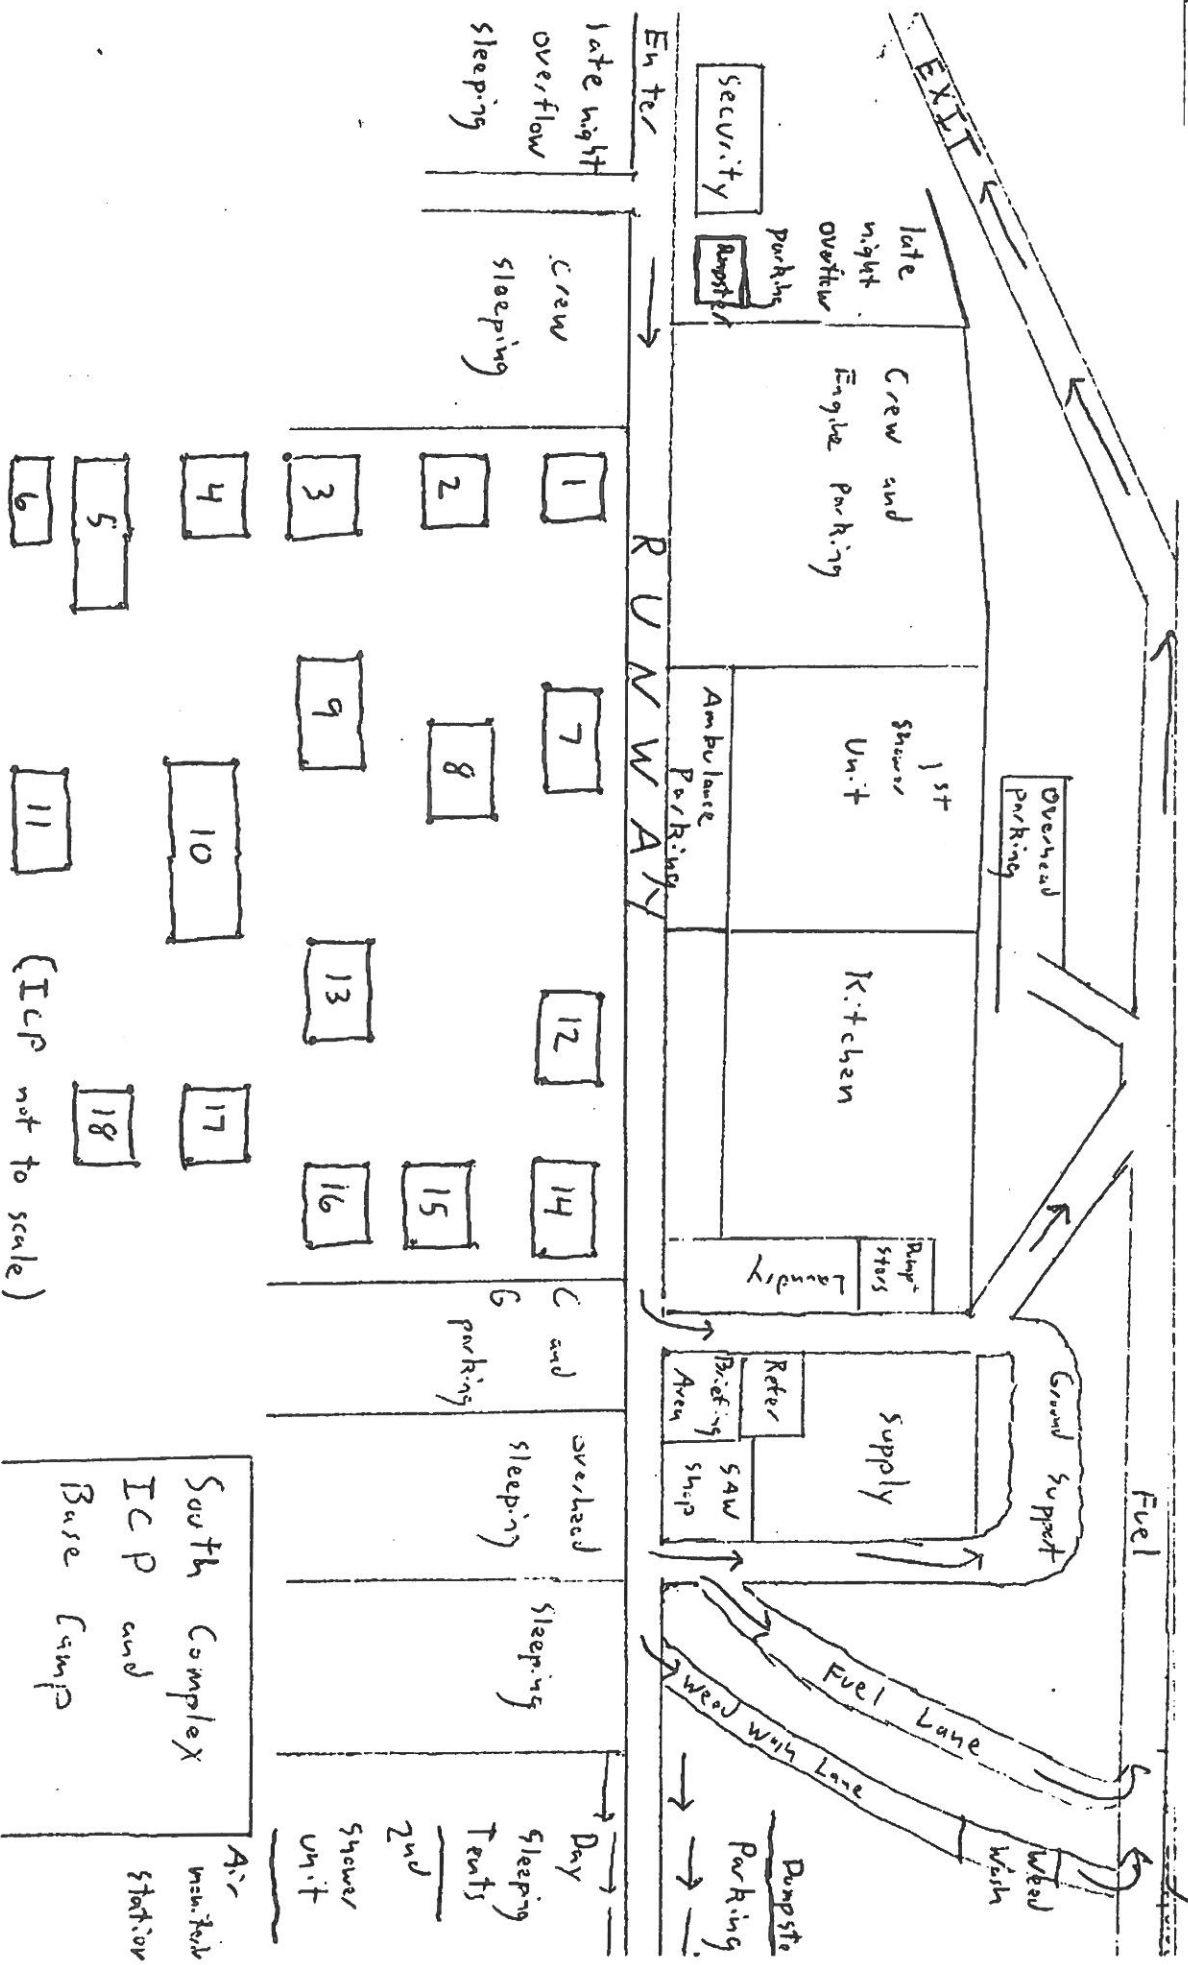 EXIT
Enter
Security
late
night
overflow
parking
Dumpster
late night
overflow
sleeping
Crew
sleeping
Crew and
Engine Parking
RUNWAY
1st
Shower
Unit
Ambulance
Parking
Overhead
parking
Kitchen
Dump-
sters
Laundry
1
2
3
4
5
6
7
8
9
10
11
12
13
14
15
16
17
18
(ICP not to scale)
C and
G
parking
Briefing
Area
Refer
Supply
SAW
Shop
Ground Support
Fuel
overhead
sleeping
Sleeping
Fuel Lane
Weed Wash Lane
Weed
Wash
Dumpste
Parking
Day
Sleeping
Tents
2nd
Shower
unit
Air
station
South Complex
ICP and
Base Camp